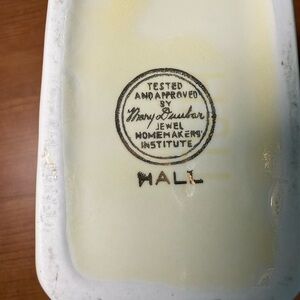 TESTED
AND APPROVED
BY
Mary Dunbar
JEWEL
HOMEMAKERS'
INSTITUTE
HALL